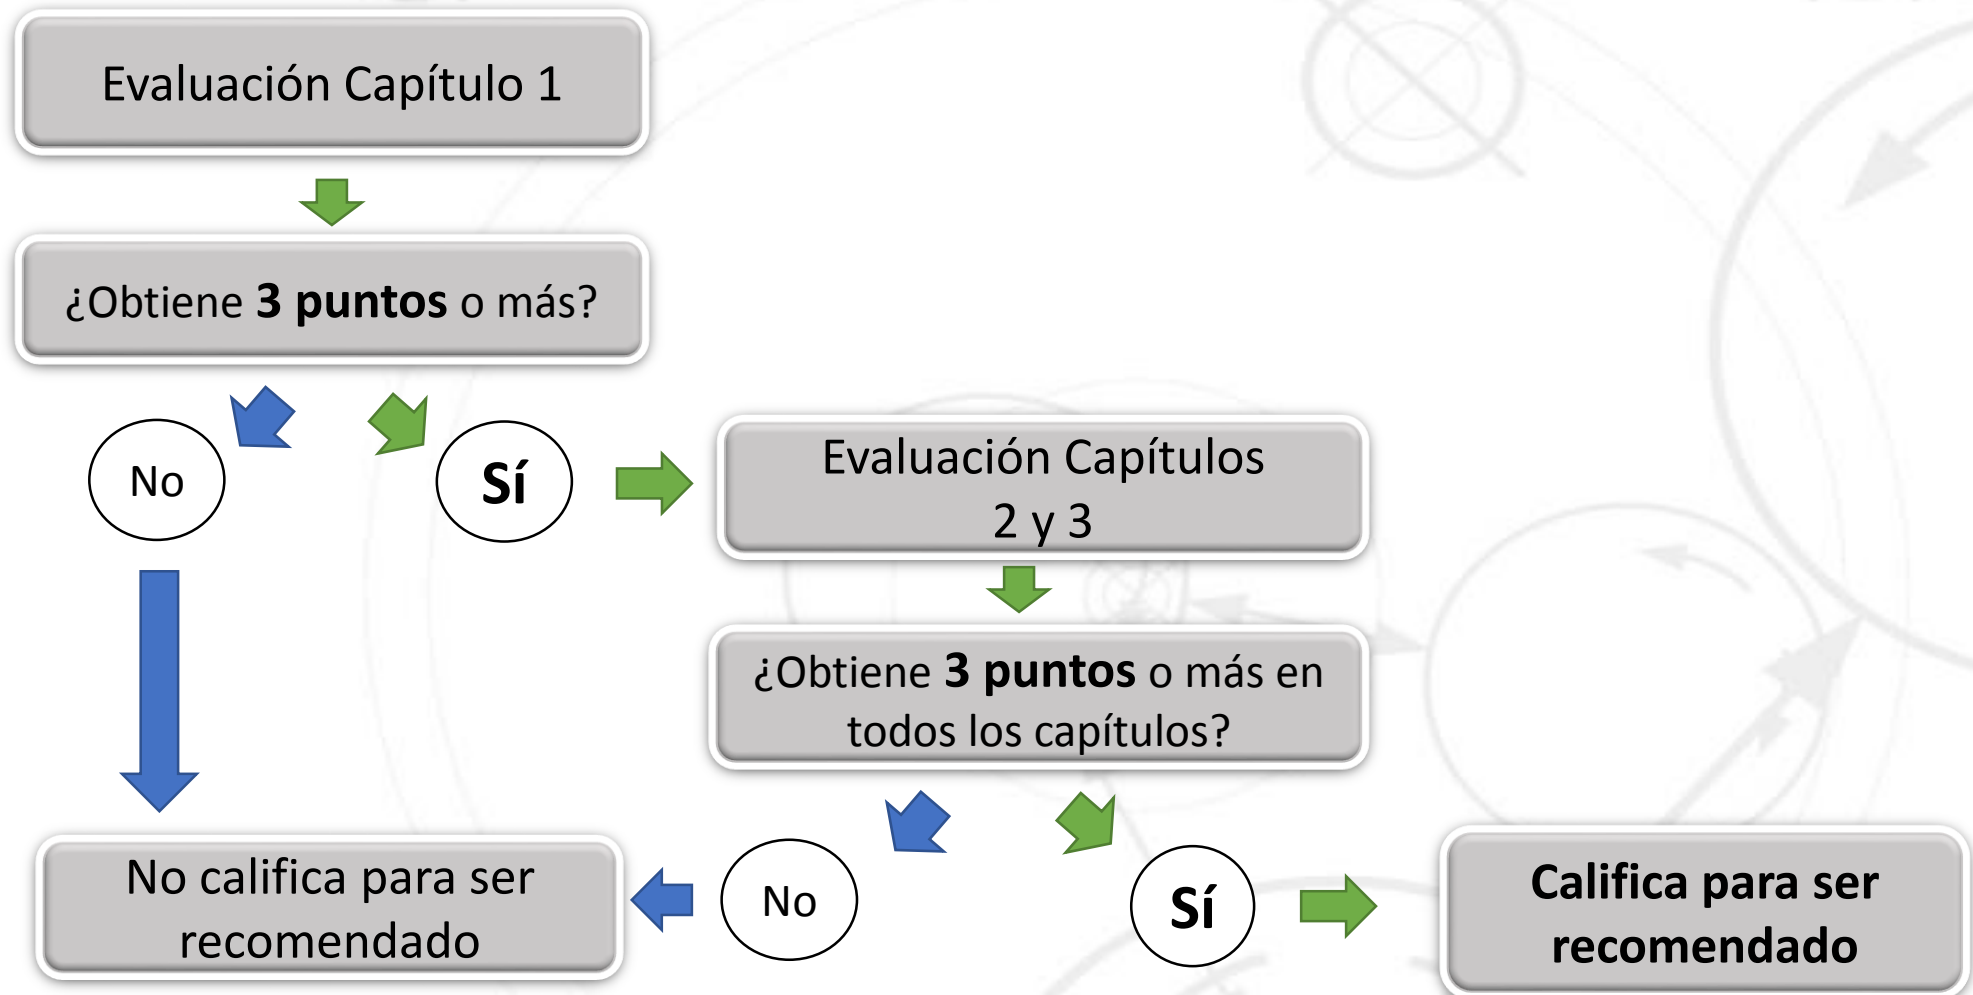 Evaluación Capítulo 1
¿Obtiene 3 puntos o más?
No
Sí
Evaluación Capítulos
2 y 3
¿Obtiene 3 puntos o más en
todos los capítulos?
No
Sí
No califica para ser
recomendado
Califica para ser
recomendado